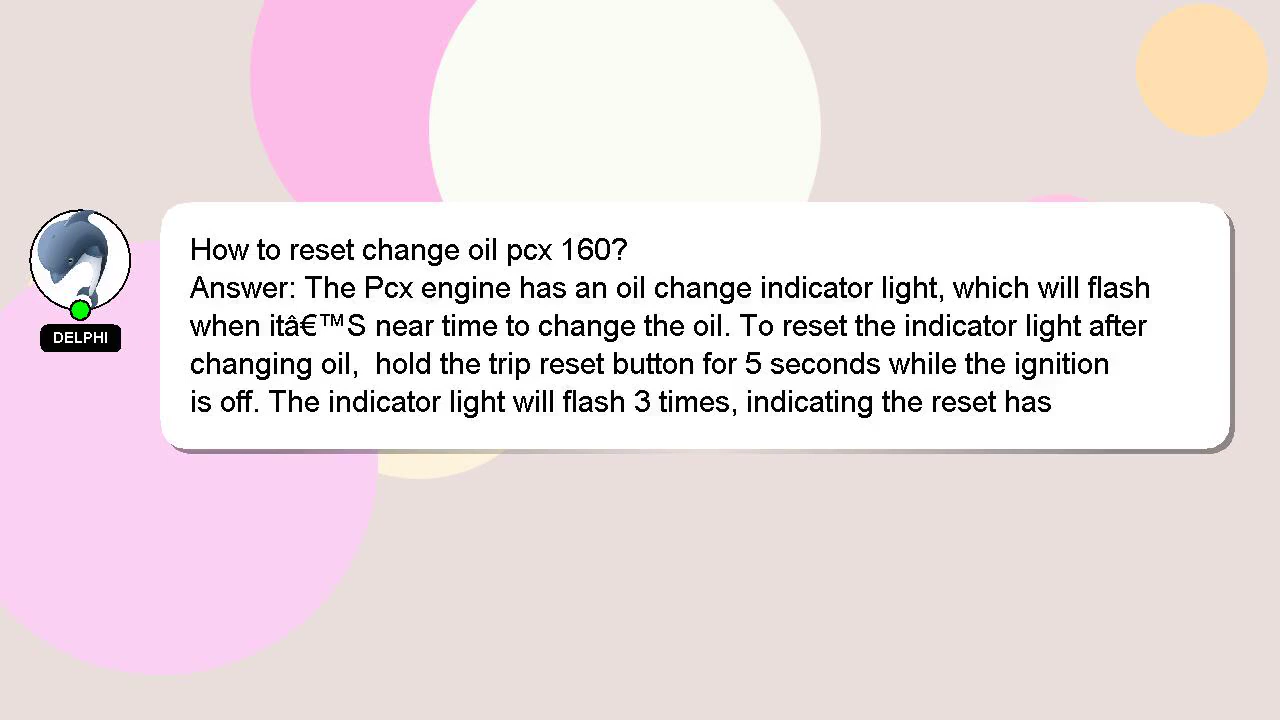 How to reset change oil pcx 160?
Answer: The Pcx engine has an oil change indicator light, which will flash
when itâ€™S near time to change the oil. To reset the indicator light after
changing oil,  hold the trip reset button for 5 seconds while the ignition
is off. The indicator light will flash 3 times, indicating the reset has
DELPHI